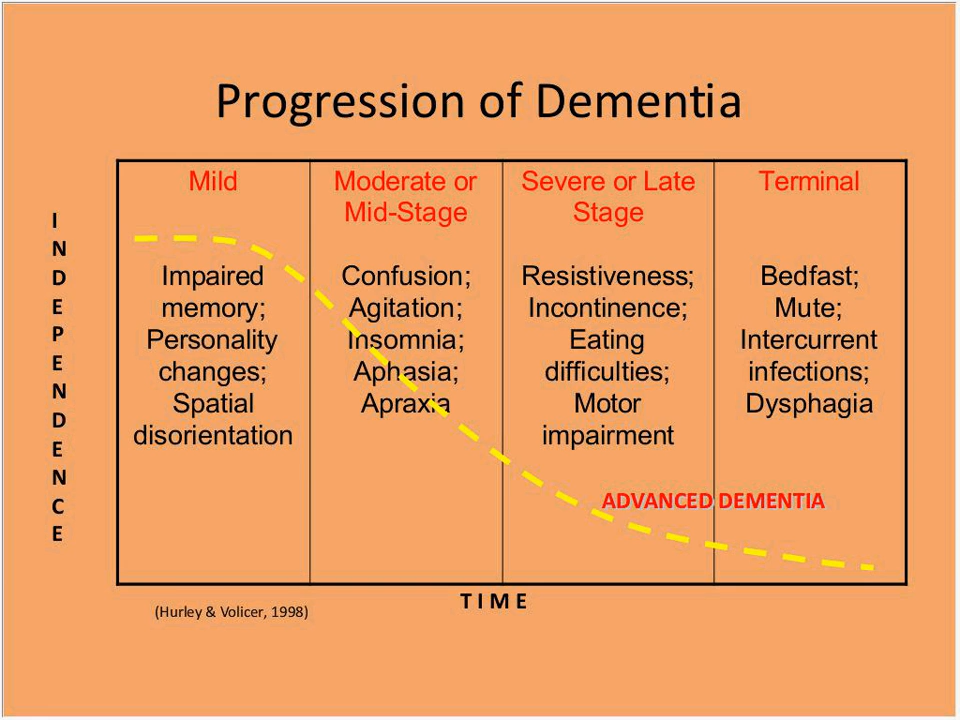 Progression of Dementia
I
N
D
E
P
E
N
D
E
N
C
E
Mild
Impaired
memory;
Personality
changes;
Spatial
disorientation
Moderate or
Mid-Stage
Confusion;
Agitation;
Insomnia;
Aphasia;
Apraxia
Severe or Late
Stage
Resistiveness;
Incontinence;
Eating
difficulties;
Motor
impairment
Terminal
Bedfast;
Mute;
Intercurrent
infections;
Dysphagia
ADVANCED DEMENTIA
T I M E
(Hurley & Volicer, 1998)